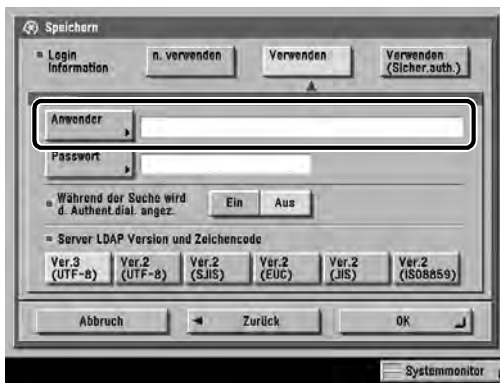 Speichern
Login Information
n. verwenden
Verwenden
Verwenden (Sicher.auth.)
Anwender
Passwort
Während der Suche wird d. Authent.dial. angez.
Ein
Aus
Server LDAP Version und Zeichencode
Ver.3 (UTF-8)
Ver.2 (UTF-8)
Ver.2 (SJIS)
Ver.2 (EUC)
Ver.2 (JIS)
Ver.2 (ISO8859)
Abbruch
Zurück
OK
Systemmonitor